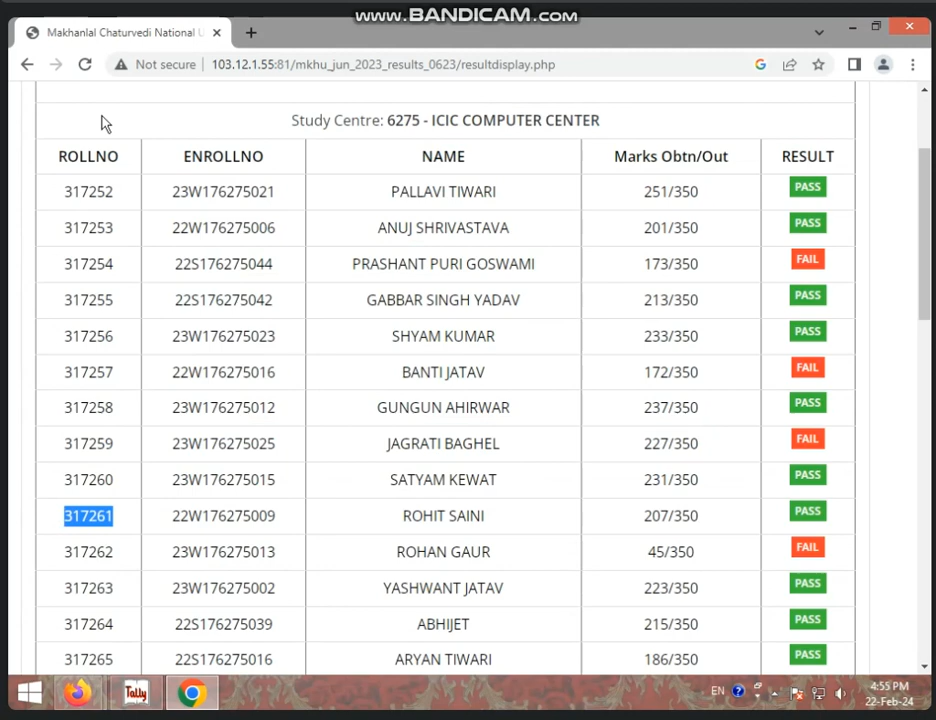 www.BANDICAM.com
Makhanlal Chaturvedi National U
Not secure 103.12.1.55:81/mkhu_jun_2023_results_0623/resultdisplay.php
Study Centre: 6275 - ICIC COMPUTER CENTER
ROLLNO ENROLLNO NAME Marks Obtn/Out RESULT
317252 23W176275021 PALLAVI TIWARI 251/350 PASS
317253 22W176275006 ANUJ SHRIVASTAVA 201/350 PASS
317254 22S176275044 PRASHANT PURI GOSWAMI 173/350 FAIL
317255 22S176275042 GABBAR SINGH YADAV 213/350 PASS
317256 23W176275023 SHYAM KUMAR 233/350 PASS
317257 22W176275016 BANTI JATAV 172/350 FAIL
317258 23W176275012 GUNGUN AHIRWAR 237/350 PASS
317259 23W176275025 JAGRATI BAGHEL 227/350 FAIL
317260 23W176275015 SATYAM KEWAT 231/350 PASS
317261 22W176275009 ROHIT SAINI 207/350 PASS
317262 23W176275013 ROHAN GAUR 45/350 FAIL
317263 23W176275002 YASHWANT JATAV 223/350 PASS
317264 22S176275039 ABHIJET 215/350 PASS
317265 22S176275016 ARYAN TIWARI 186/350 PASS
Tally EN 4:55 PM
22-Feb-24